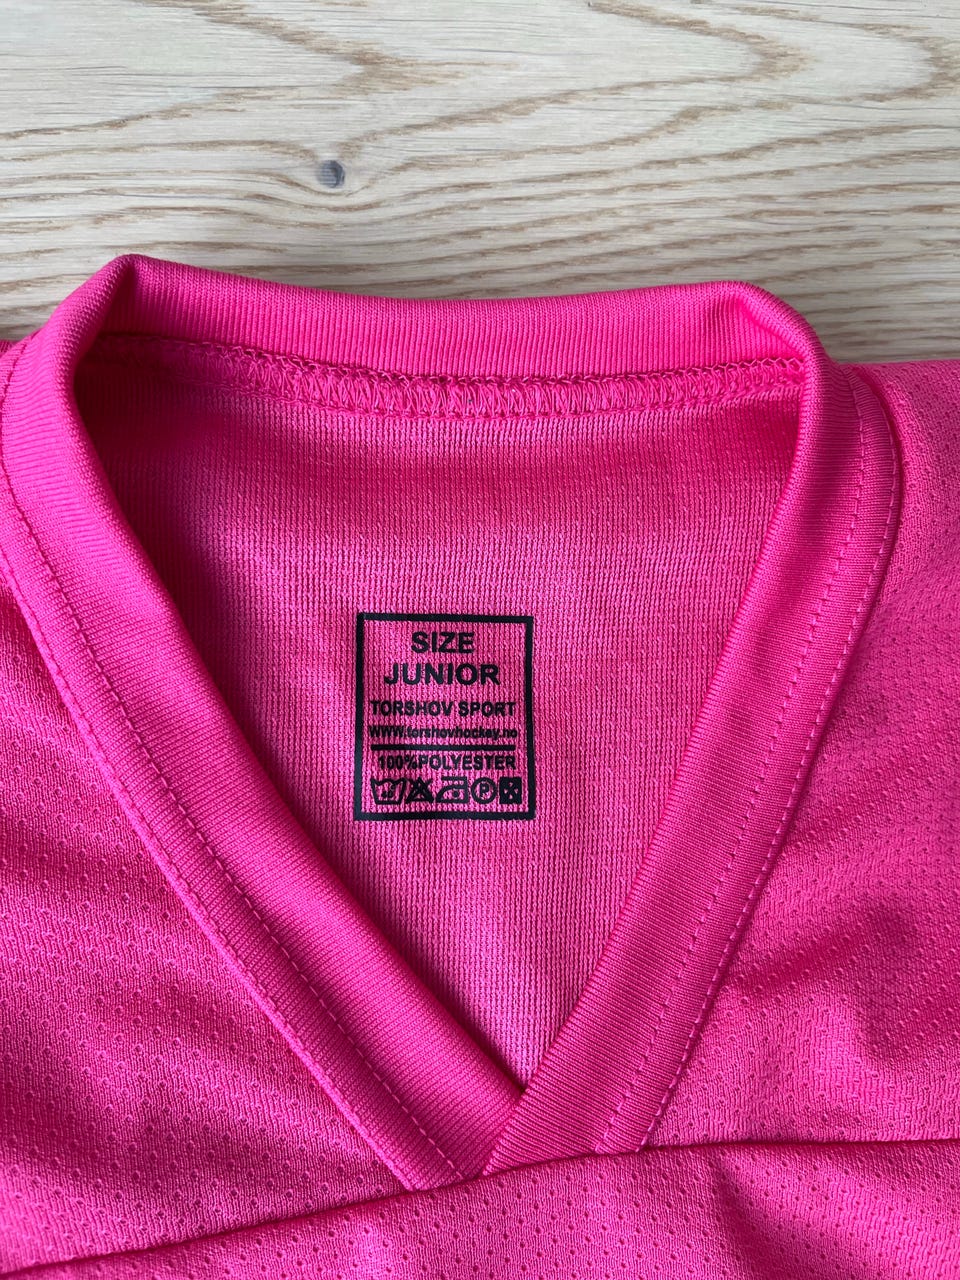 SIZE
JUNIOR
TORSHOV SPORT
www.torshovhockey.no
100%POLYESTER
P